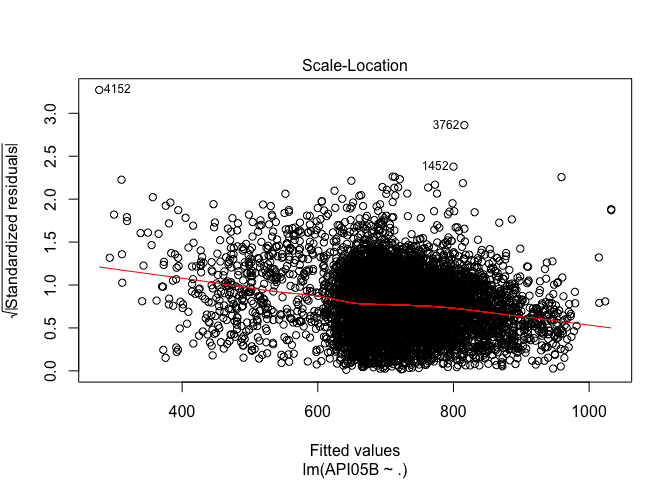 Scale-Location
4152
3762
1452
√|Standardized residuals|
3.0
2.5
2.0
1.5
1.0
0.5
0.0
400 600 800 1000
Fitted values
lm(API05B ~ .)